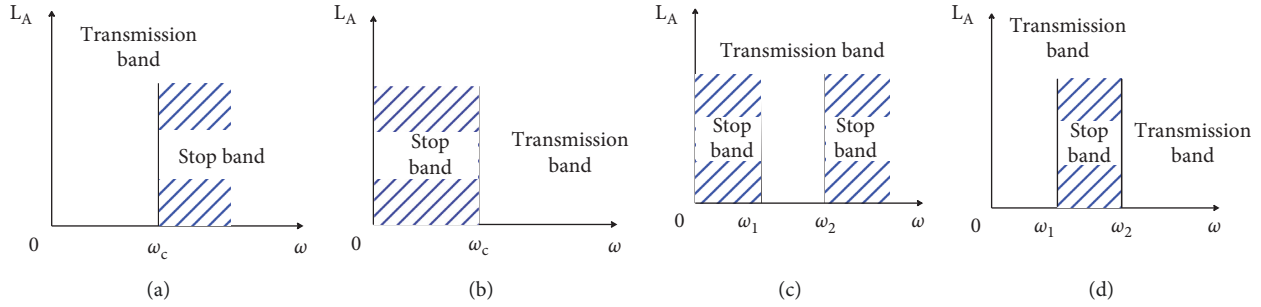 L_A
Transmission
band
Stop band
0
ω_c
ω
(a)
L_A
Stop
band
Transmission
band
0
ω_c
ω
(b)
L_A
Transmission band
Stop
band
Stop
band
0
ω_1
ω_2
ω
(c)
L_A
Transmission
band
Stop
band
Transmission
band
0
ω_1
ω_2
ω
(d)